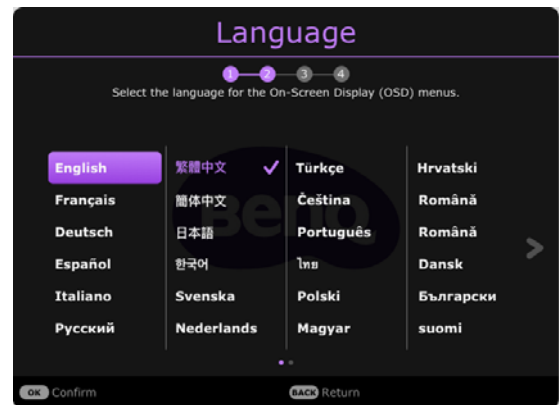 Language
1 2 3 4
Select the language for the On-Screen Display (OSD) menus.
English 繁體中文 Türkçe Hrvatski
Français 简体中文 Čeština Română
Deutsch 日本語 Português Română
Español 한국어 ไทย Dansk
Italiano Svenska Polski Български
Русский Nederlands Magyar suomi
BenQ
OK Confirm BACK Return